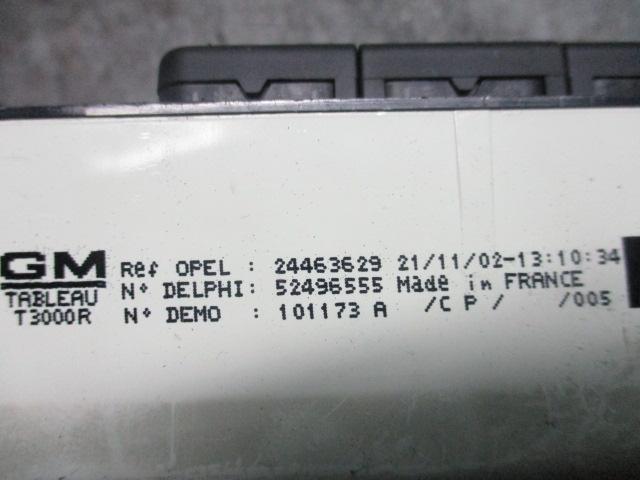 GM
TABLEAU
T3000R
Ref OPEL : 24463629 21/11/02-13:10:34
N° DELPHI: 52496555 Made in FRANCE
N° DEMO : 101173 A /C P/ /005